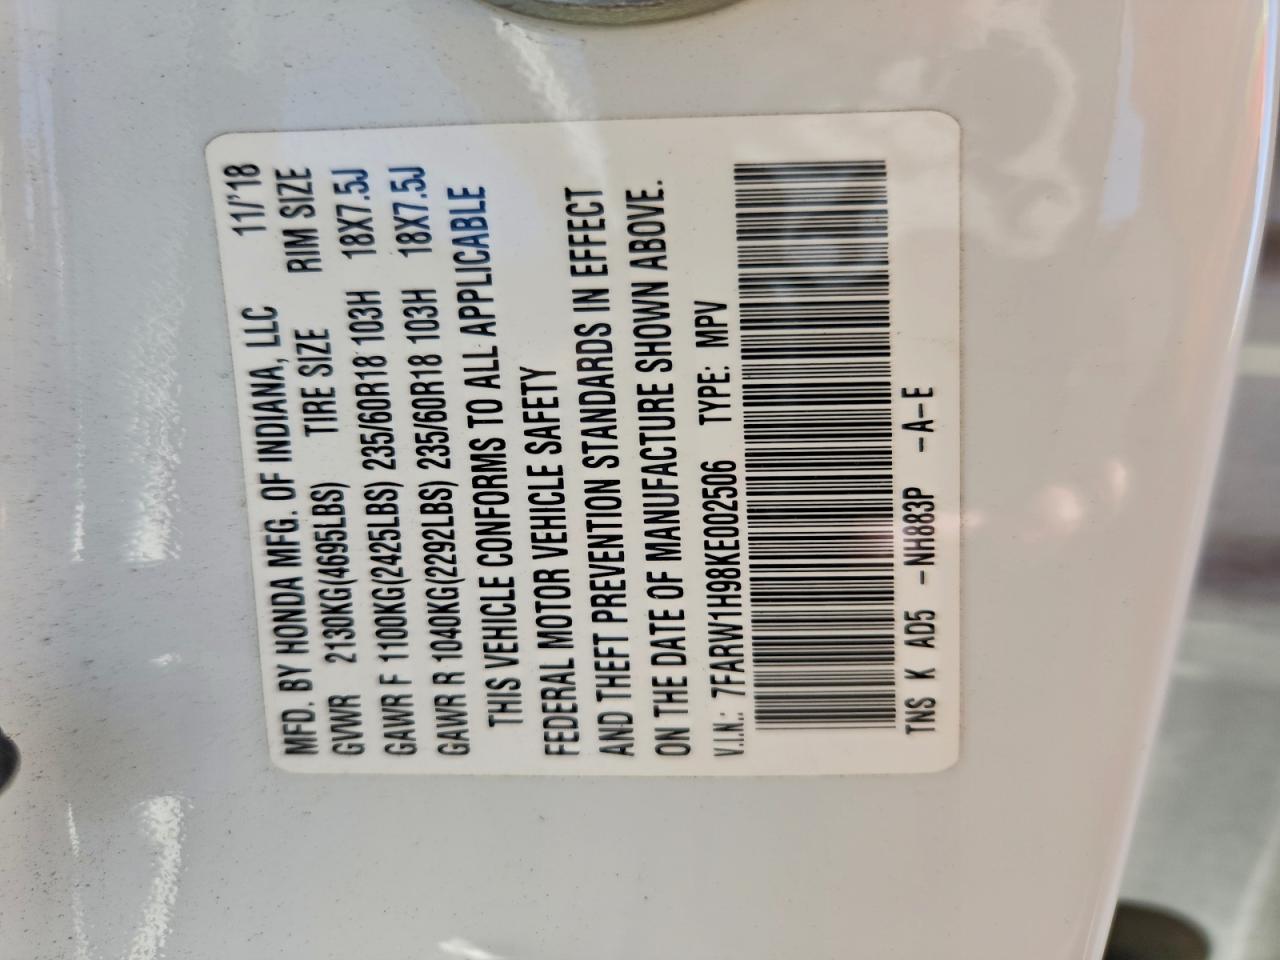 MFD. BY HONDA MFG. OF INDIANA, LLC 11/'18
GVWR 2130KG(4695LBS) TIRE SIZE RIM SIZE
GAWR F 1100KG(2425LBS) 235/60R18 103H 18X7.5J
GAWR R 1040KG(2292LBS) 235/60R18 103H 18X7.5J
THIS VEHICLE CONFORMS TO ALL APPLICABLE
FEDERAL MOTOR VEHICLE SAFETY
AND THEFT PREVENTION STANDARDS IN EFFECT
ON THE DATE OF MANUFACTURE SHOWN ABOVE.
V.I.N.: 7FARW1H98KE002506 TYPE: MPV
TNS K AD5 -NH883P -A-E